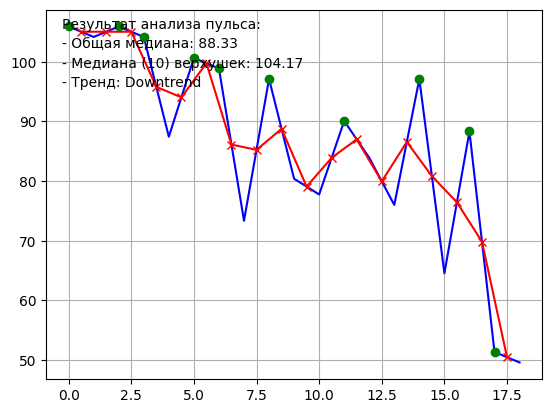 Результат анализа пульса:
- Общая медиана: 88.33
- Медиана (10) верхушек: 104.17
- Тренд: Downtrend
100
90
80
70
60
50
0.0 2.5 5.0 7.5 10.0 12.5 15.0 17.5